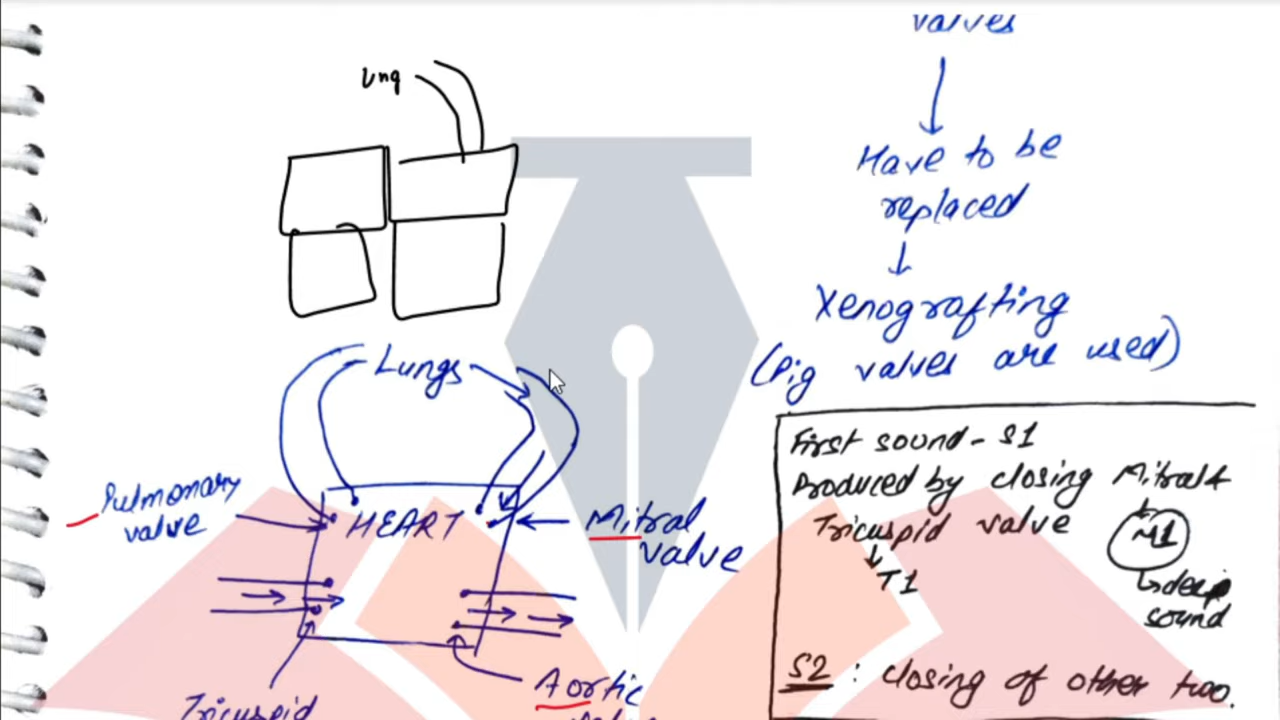 valves
Have to be
replaced
Xenografting
(Pig valves are used)
Lung
Lungs
Pulmonary
valve
HEART
Mitral
valve
Aortic
Tricuspid
First sound - S1
Produced by closing Mitral &
Tricuspid valve
M1
T1
deep
sound
S2 : closing of other two.